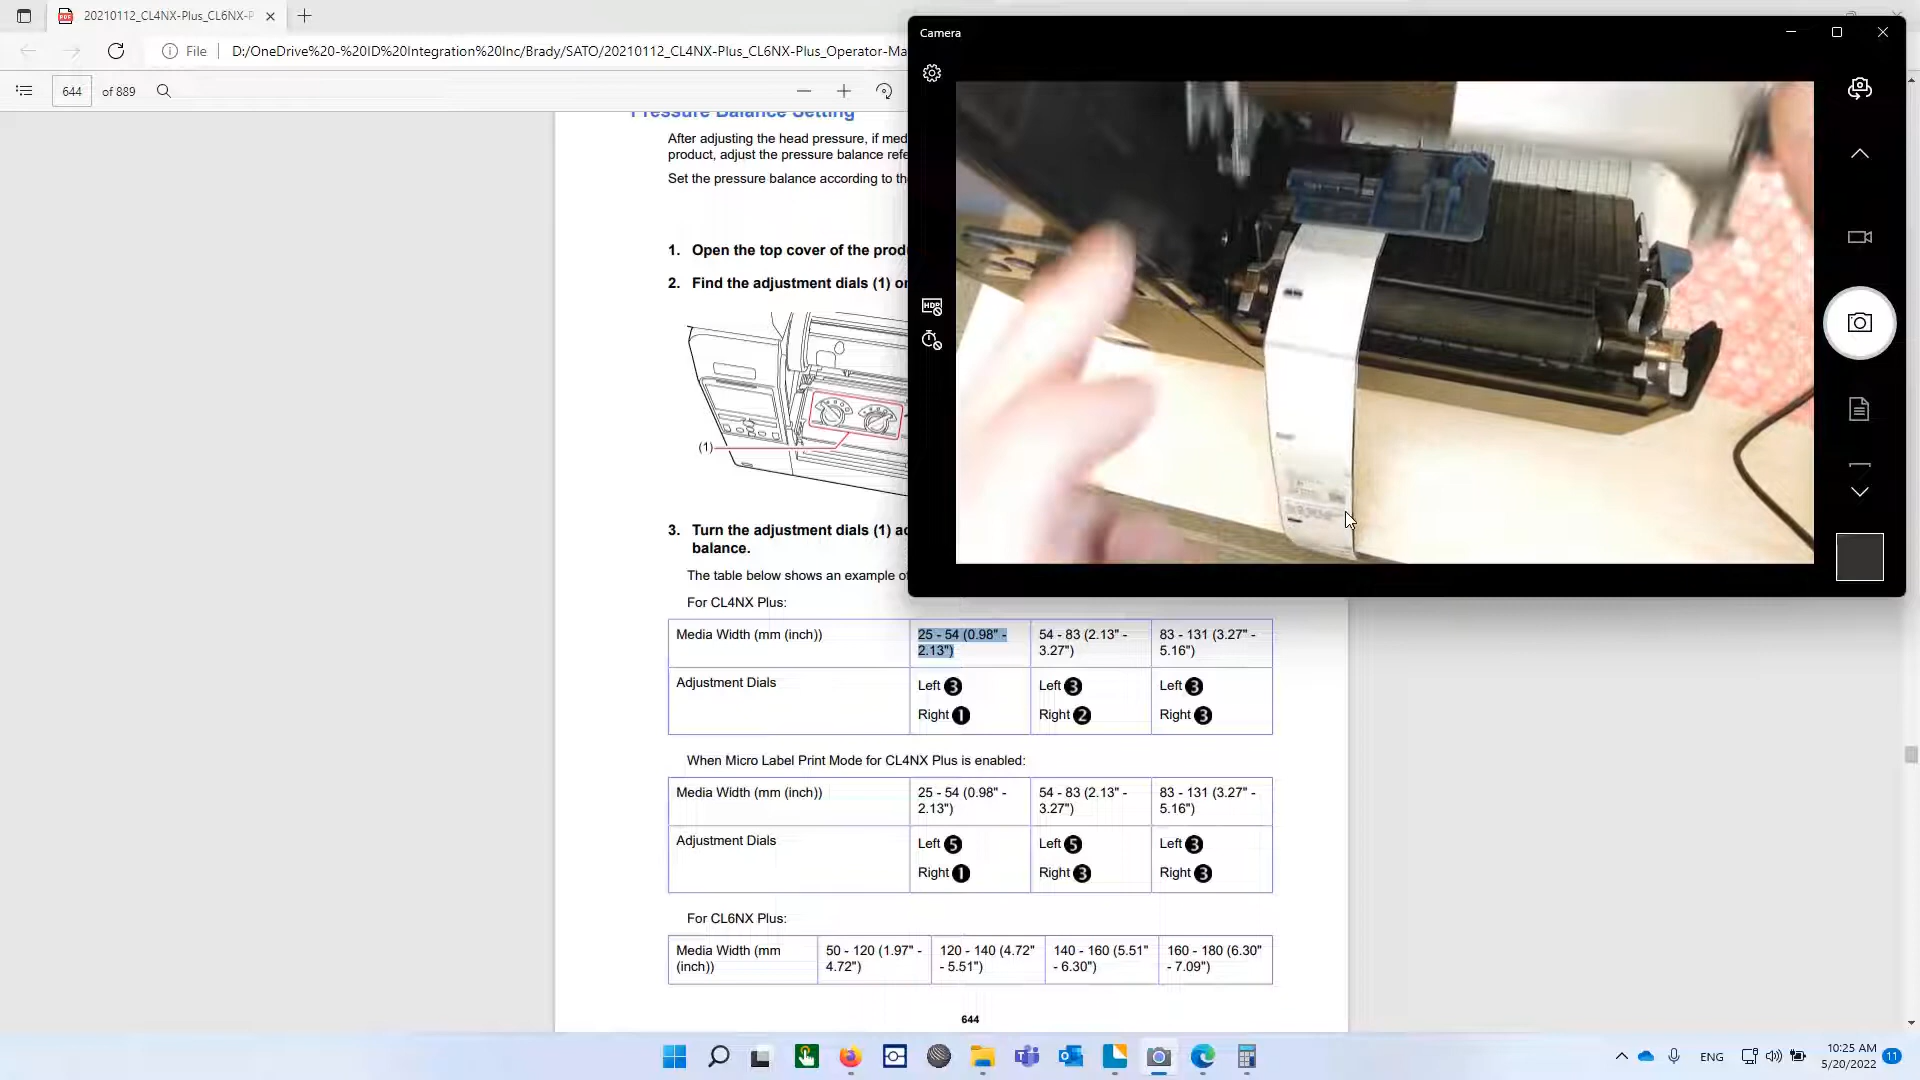 20210112_CL4NX-Plus_CL6NX-P
File
D:/OneDrive%20-%20ID%20Integration%20Inc/Brady/SATO/20210112_CL4NX-Plus_CL6NX-Plus_Operator-Ma
644 of 889
Camera
HDR
Pressure Balance Setting
After adjusting the head pressure, if med
product, adjust the pressure balance refe
Set the pressure balance according to the
1. Open the top cover of the prod
2. Find the adjustment dials (1) or
(1)
3. Turn the adjustment dials (1) ac
balance.
The table below shows an example of
For CL4NX Plus:
Media Width (mm (inch)) 25 - 54 (0.98" - 2.13") 54 - 83 (2.13" - 3.27") 83 - 131 (3.27" - 5.16")
Adjustment Dials Left 3 Left 3 Left 3
Right 1 Right 2 Right 3
When Micro Label Print Mode for CL4NX Plus is enabled:
Media Width (mm (inch)) 25 - 54 (0.98" - 2.13") 54 - 83 (2.13" - 3.27") 83 - 131 (3.27" - 5.16")
Adjustment Dials Left 5 Left 5 Left 3
Right 1 Right 3 Right 3
For CL6NX Plus:
Media Width (mm (inch)) 50 - 120 (1.97" - 4.72") 120 - 140 (4.72" - 5.51") 140 - 160 (5.51" - 6.30") 160 - 180 (6.30" - 7.09")
644
ENG
10:25 AM
5/20/2022
11